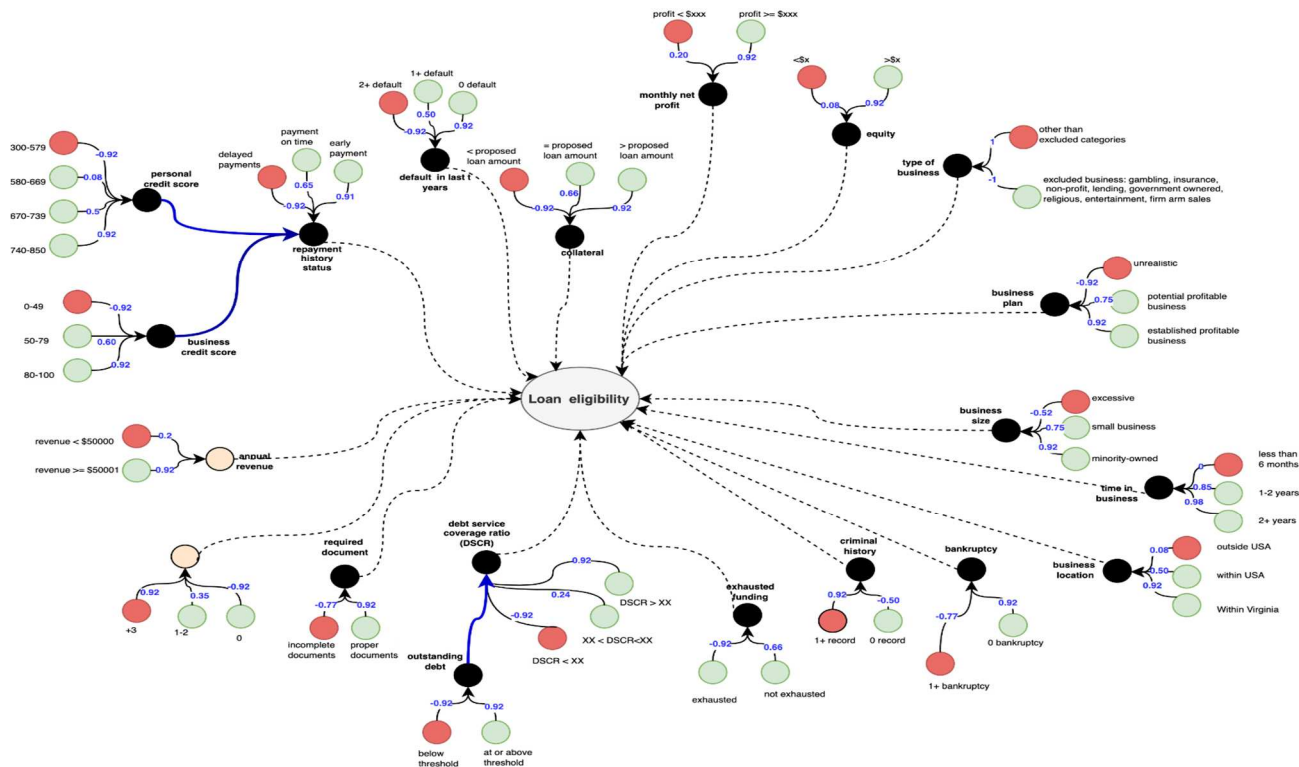 profit < $xxx
profit >= $xxx
0.20
0.92
monthly net
profit
<$x
>$x
0.08
0.92
equity
2+ default
1+ default
0 default
0.50
-0.92
0.92
default in last t
years
other than
excluded categories
1
type of
business
-1
excluded business: gambling, insurance,
non-profit, lending, government owned,
religious, entertainment, firm arm sales
300-579
-0.92
personal
credit score
580-669
-0.08
670-739
0.5
740-850
0.92
delayed
payments
payment
on time
early
payment
0.65
-0.92
0.91
repayment
history
status
< proposed
loan amount
= proposed
loan amount
> proposed
loan amount
0.66
-0.92
0.92
collateral
unrealistic
-0.92
business
plan
0.75
potential profitable
business
0.92
established profitable
business
0-49
-0.92
50-79
0.60
business
credit score
80-100
0.92
Loan eligibility
excessive
-0.52
business
size
0.75
small business
0.92
minority-owned
revenue < $50000
-0.2
annual
revenue
revenue >= $50001
0.92
less than
6 months
0
time in
business
0.85
1-2 years
0.98
2+ years
outside USA
0.08
business
location
0.50
within USA
0.92
Within Virginia
0.92
0.35
-0.92
+3
1-2
0
required
document
-0.77
0.92
incomplete
documents
proper
documents
debt service
coverage ratio
(DSCR)
0.92
DSCR > XX
0.24
XX < DSCR<XX
-0.92
DSCR < XX
outstanding
debt
-0.92
0.92
below
threshold
at or above
threshold
exhausted
funding
-0.92
0.66
exhausted
not exhausted
criminal
history
0.92
-0.50
1+ record
0 record
bankruptcy
-0.77
0.92
0 bankruptcy
1+ bankruptcy